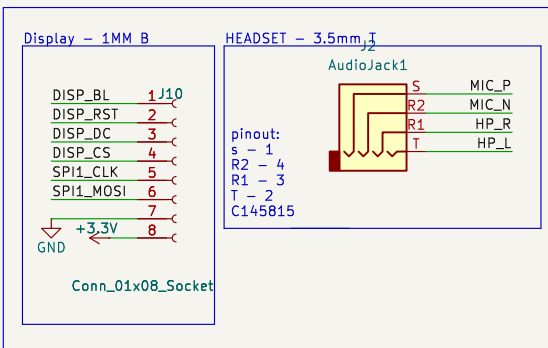 Display - 1MM B
J10
DISP_BL 1
DISP_RST 2
DISP_DC 3
DISP_CS 4
SPI1_CLK 5
SPI1_MOSI 6
7
+3.3V 8
GND
Conn_01x08_Socket
HEADSET - 3.5mm T
J2
AudioJack1
S MIC_P
R2 MIC_N
R1 HP_R
T HP_L
pinout:
s - 1
R2 - 4
R1 - 3
T - 2
C145815